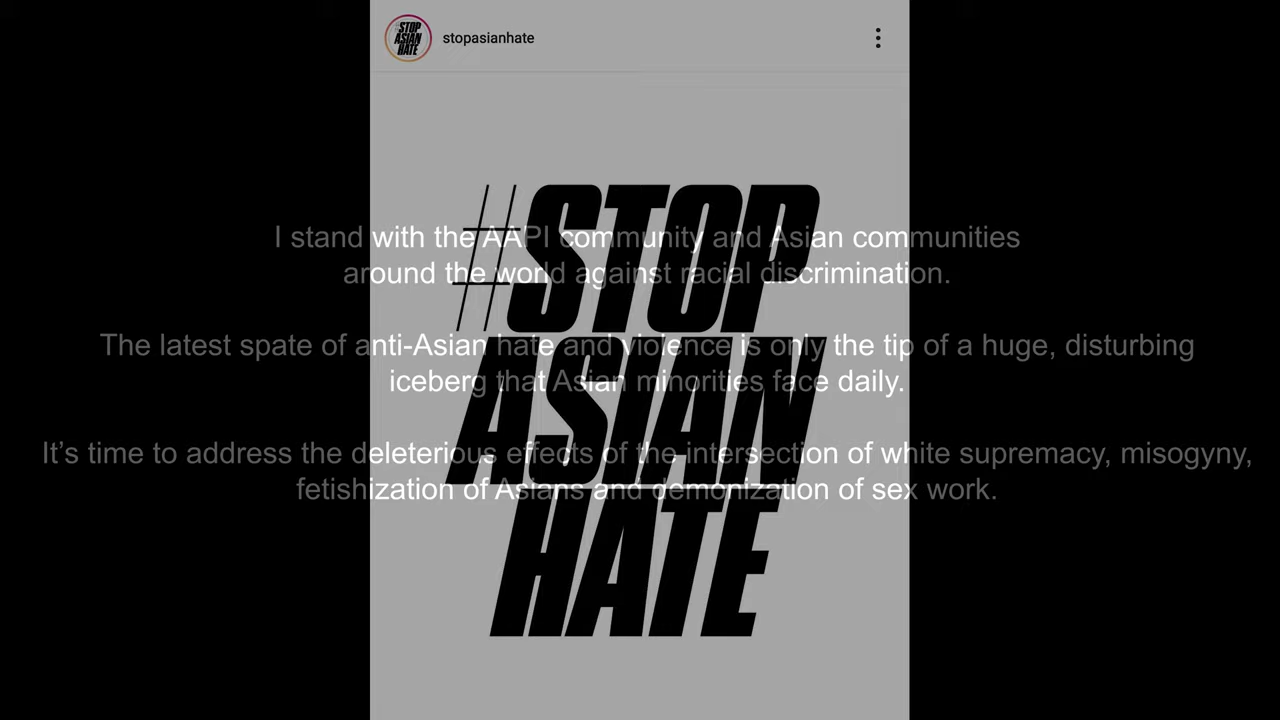 #STOP
ASIAN
HATE
stopasianhate
#STOP
ASIAN
HATE
I stand with the AAPI community and Asian communities
around the world against racial discrimination.
The latest spate of anti-Asian hate and violence is only the tip of a huge, disturbing
iceberg that Asian minorities face daily.
It’s time to address the deleterious effects of the intersection of white supremacy, misogyny,
fetishization of Asians and demonization of sex work.